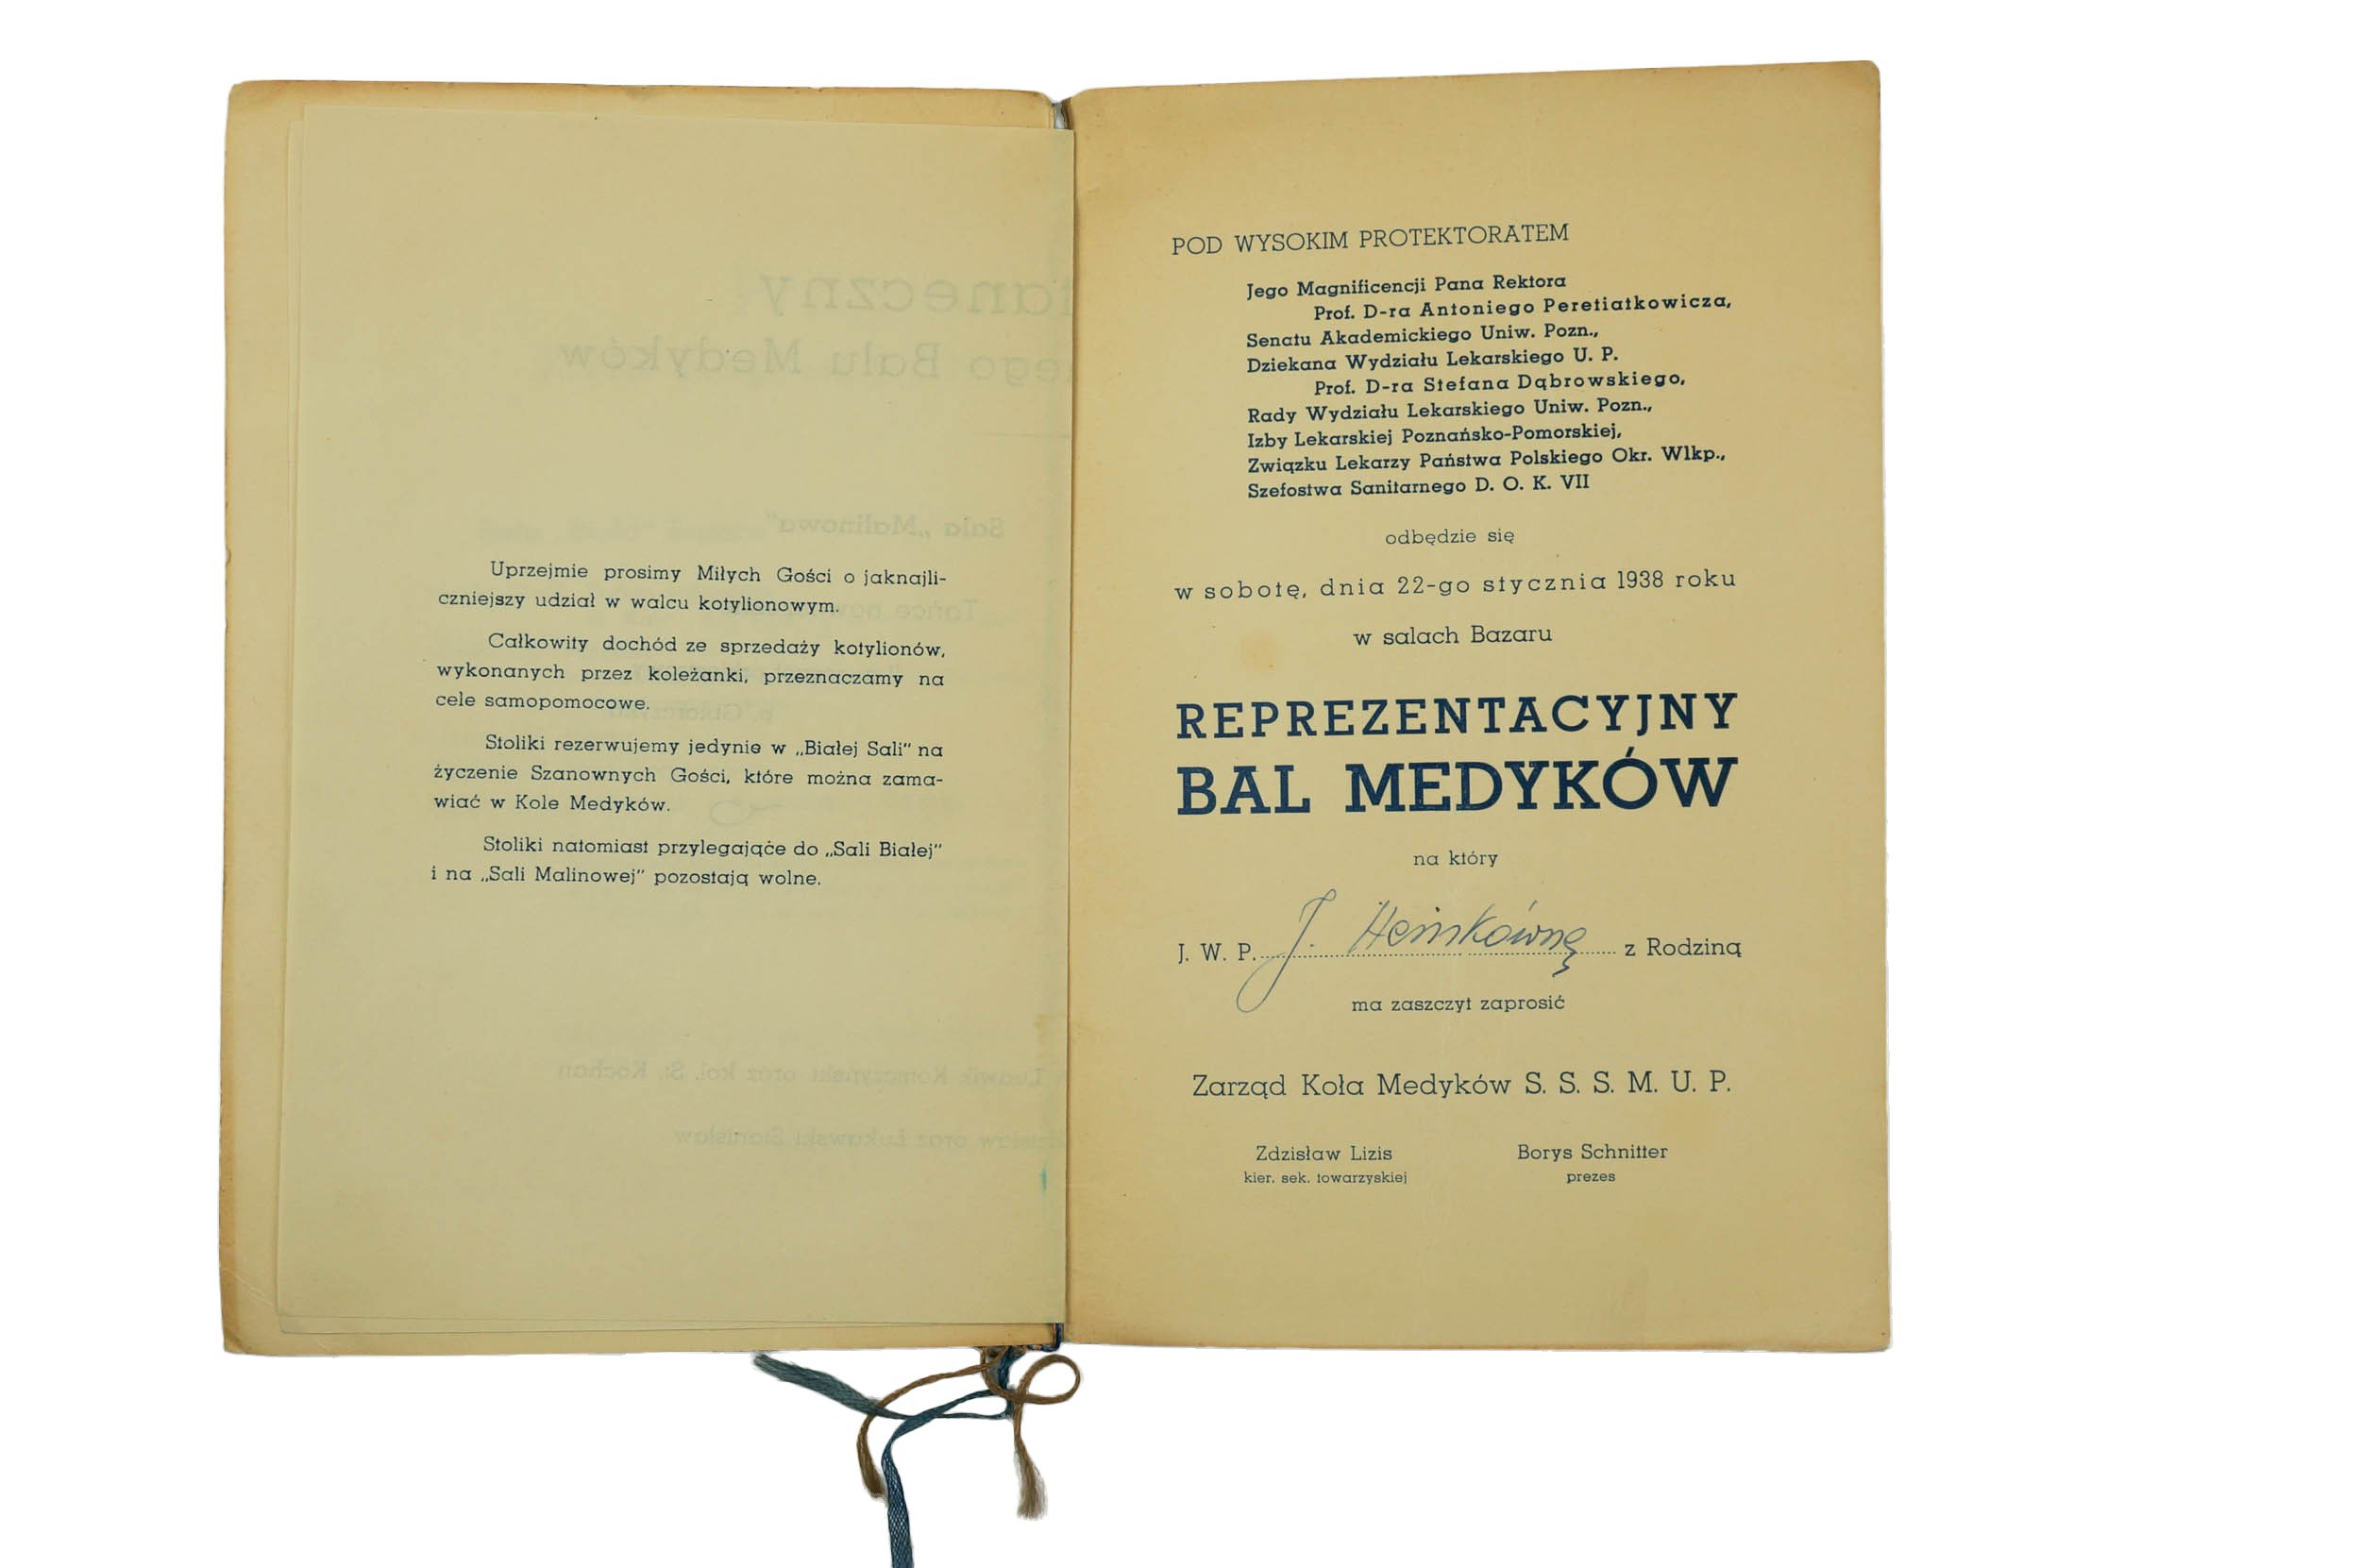 Uprzejmie prosimy Miłych Gości o jaknajli-
czniejszy udział w walcu kotylionowym.
Całkowity dochód ze sprzedaży kotylionów,
wykonanych przez koleżanki, przeznaczamy na
cele samopomocowe.
Stoliki rezerwujemy jedynie w „Białej Sali" na
życzenie Szanownych Gości, które można zama-
wiać w Kole Medyków.
Stoliki natomiast przylegająće do „Sali Białej"
i na „Sali Malinowej" pozostają wolne.
POD WYSOKIM PROTEKTORATEM
Jego Magnificencji Pana Rektora
Prof. D-ra Antoniego Peretiatkowicza,
Senatu Akademickiego Uniw. Pozn.,
Dziekana Wydziału Lekarskiego U. P.
Prof. D-ra Stefana Dąbrowskiego,
Rady Wydziału Lekarskiego Uniw. Pozn.,
Izby Lekarskiej Poznańsko-Pomorskiej,
Związku Lekarzy Państwa Polskiego Okr. Wlkp.,
Szefostwa Sanitarnego D. O. K. VII
odbędzie się
w sobotę, dnia 22-go stycznia 1938 roku
w salach Bazaru
REPREZENTACYJNY
BAL MEDYKÓW
na który
J. W. P. J. Heinkównę z Rodziną
ma zaszczyt zaprosić
Zarząd Koła Medyków S. S. S. M. U. P.
Zdzisław Lizis
kier. sek. towarzyskiej
Borys Schnitter
prezes